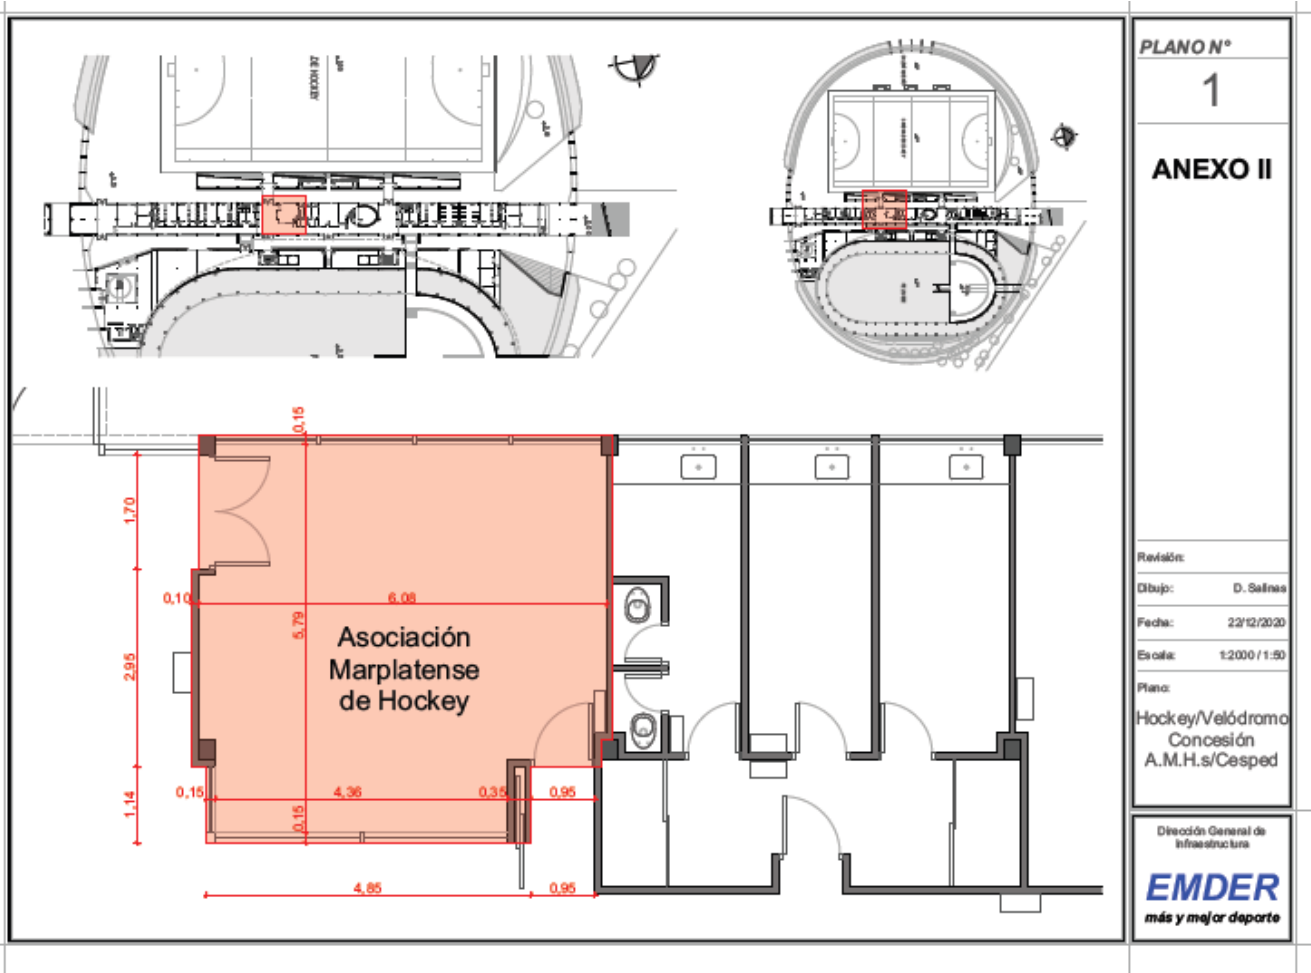 DE HOCKEY
PLANO N°
1
ANEXO II
0,15
1,70
0,10
6,08
5,79
2,95
Asociación
Marplatense
de Hockey
1,14
0,15
4,36
0,35
0,95
0,15
4,85
0,95
Revisión:
Dibujo: D. Salinas
Fecha: 22/12/2020
Escala: 1:2000 / 1:50
Plano:
Hockey/Velódromo
Concesión
A.M.H.s/Cesped
Dirección General de
Infraestructura
EMDER
más y mejor deporte